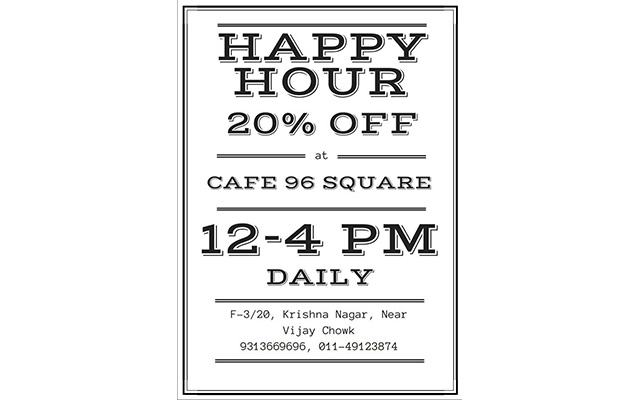 HAPPY
HOUR
20% OFF
at
CAFE 96 SQUARE
12-4 PM
DAILY
F-3/20, Krishna Nagar, Near
Vijay Chowk
9313669696, 011-49123874